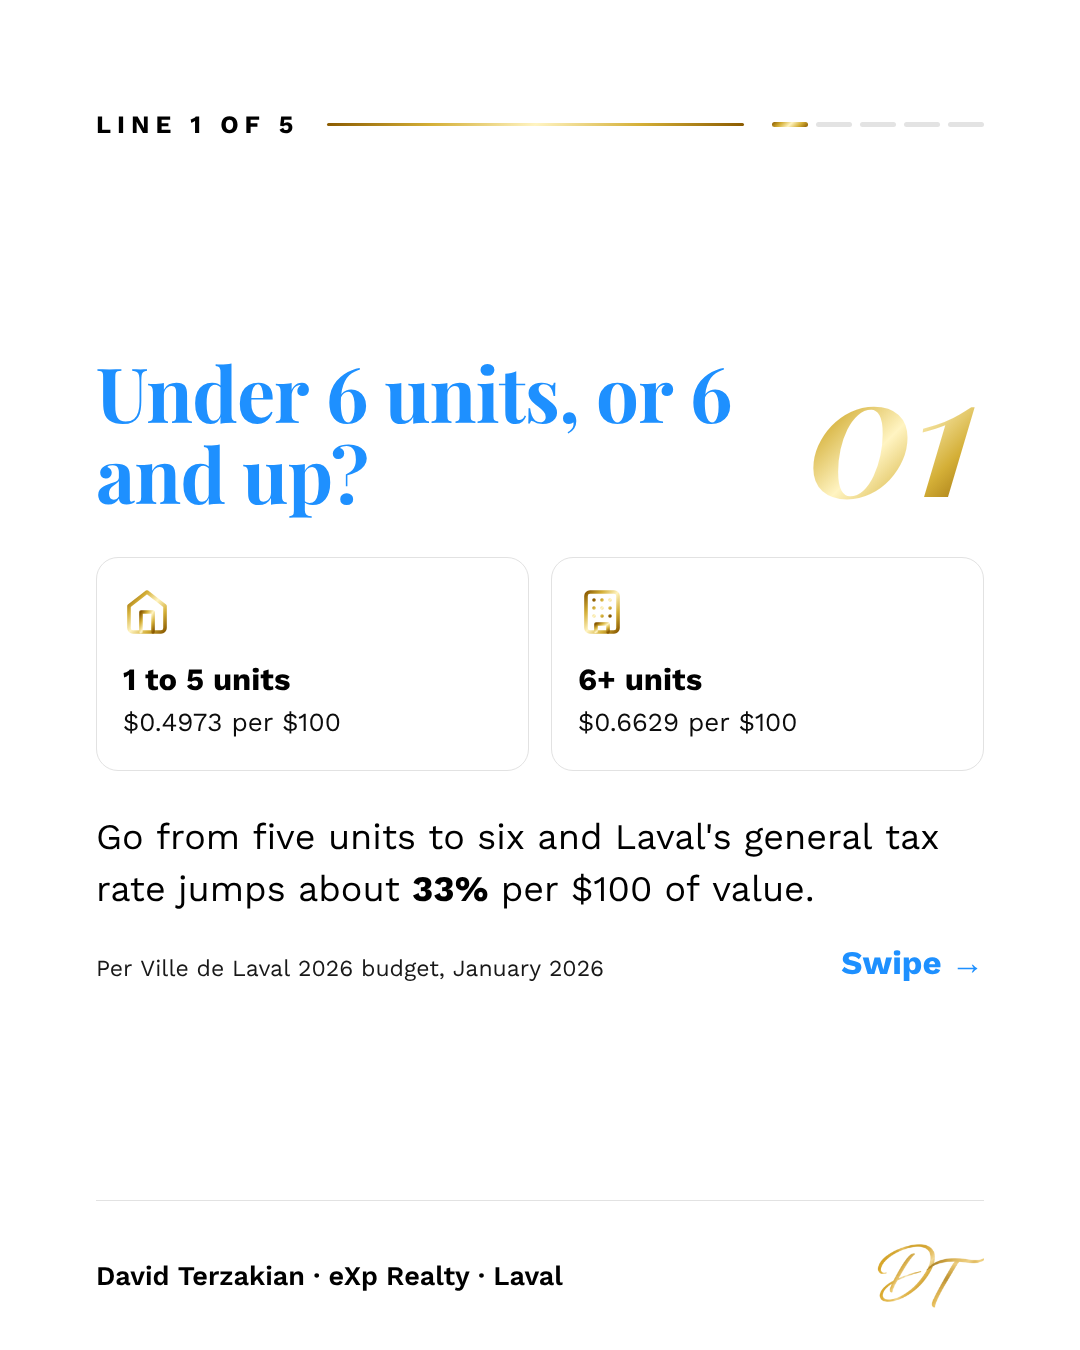 LINE 1 OF 5
Under 6 units, or 6
and up?
01
1 to 5 units
$0.4973 per $100
6+ units
$0.6629 per $100
Go from five units to six and Laval's general tax
rate jumps about 33% per $100 of value.
Per Ville de Laval 2026 budget, January 2026
Swipe →
David Terzakian · eXp Realty · Laval
DT